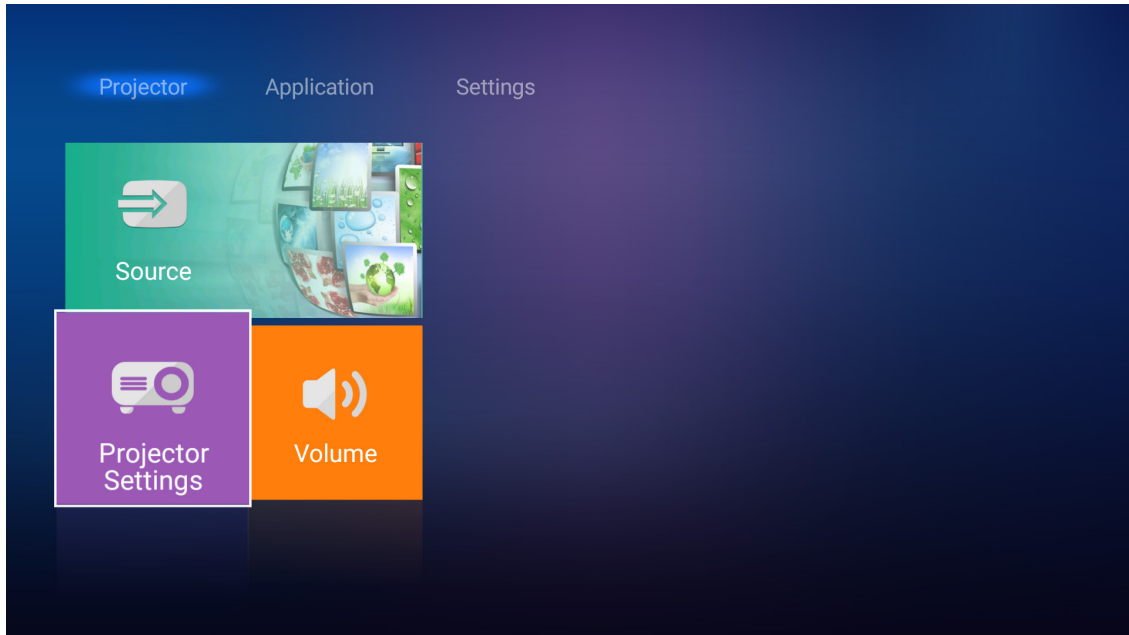 Projector
Application
Settings
Source
Projector
Settings
Volume